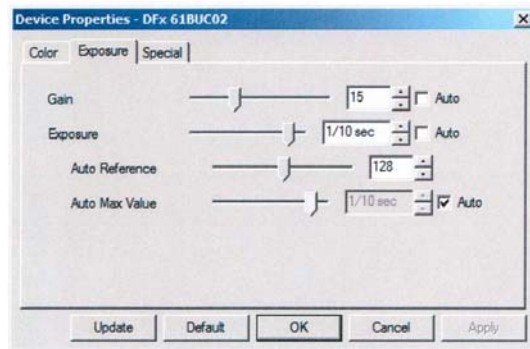 Device Properties - DFx 61BUC02
Color Exposure Special
Gain 15 Auto
Exposure 1/10 sec Auto
Auto Reference 128
Auto Max Value 1/10 sec Auto
Update Default OK Cancel Apply